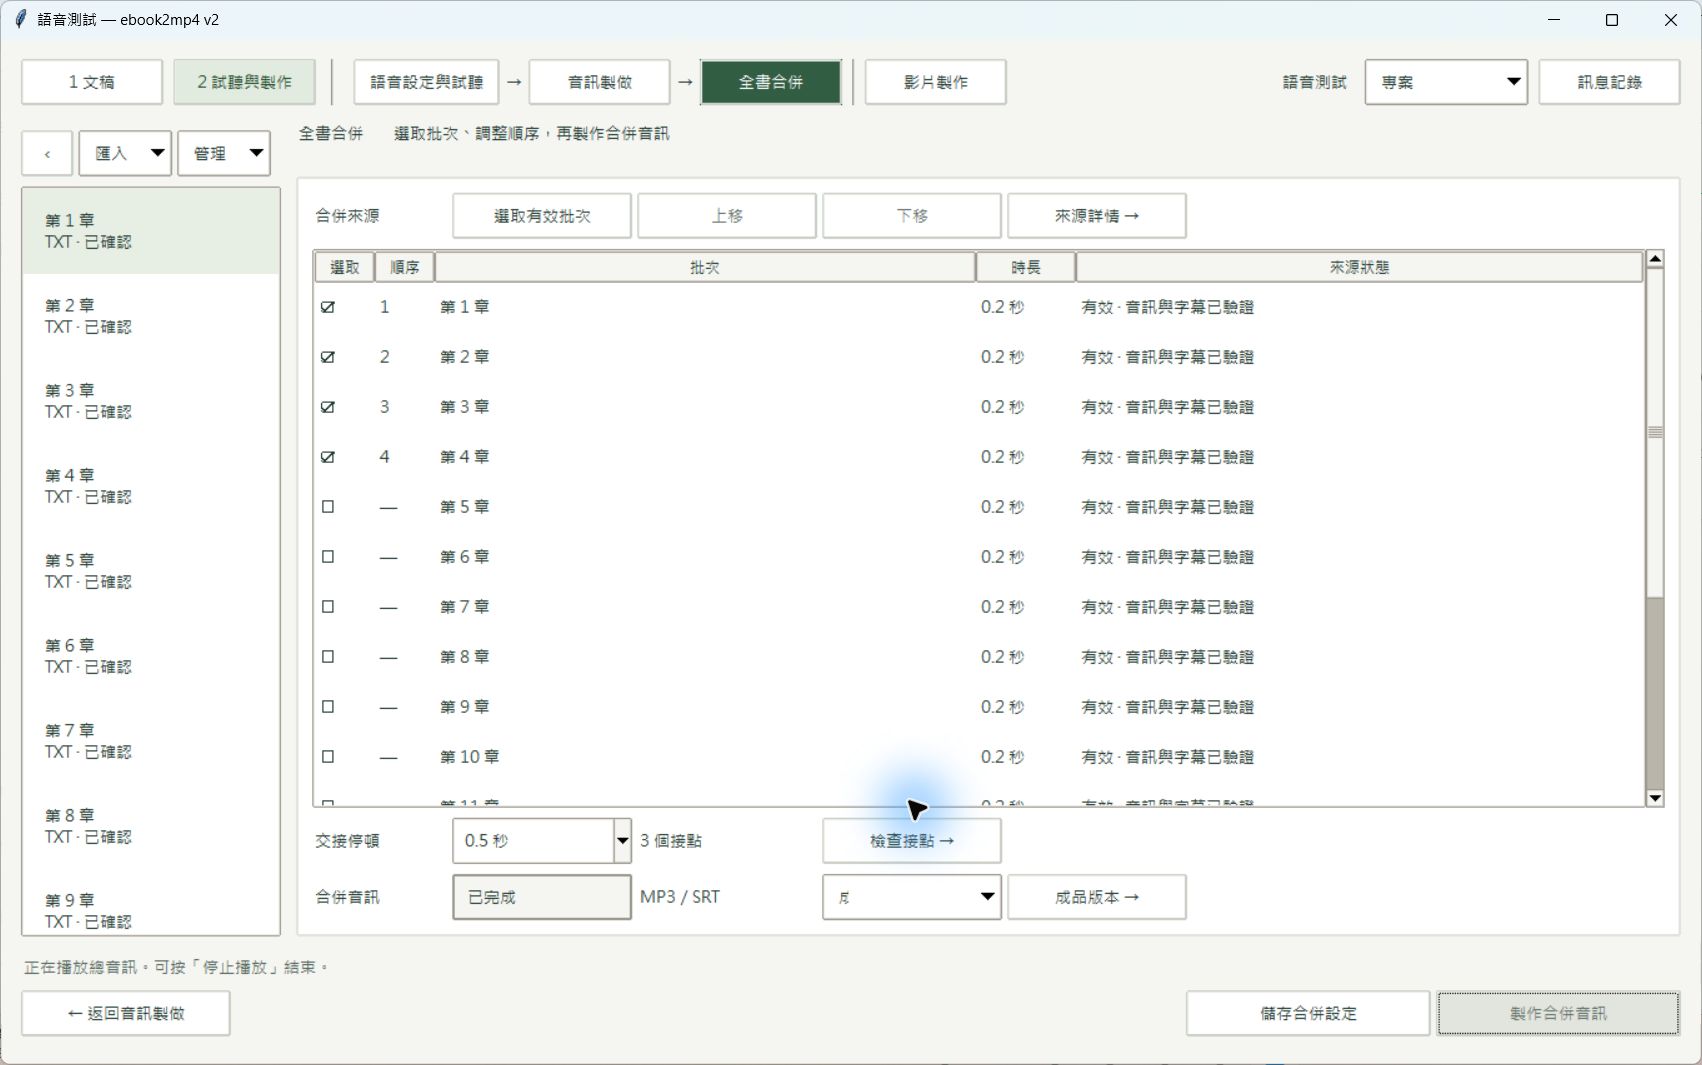 語音測試 — ebook2mp4 v2
1 文稿
2 試聽與製作
語音設定與試聽
→
音訊製做
→
全書合併
影片製作
語音測試
專案
訊息記錄
‹
匯入
管理
全書合併
選取批次、調整順序,再製作合併音訊
第 1 章
TXT · 已確認
第 2 章
TXT · 已確認
第 3 章
TXT · 已確認
第 4 章
TXT · 已確認
第 5 章
TXT · 已確認
第 6 章
TXT · 已確認
第 7 章
TXT · 已確認
第 8 章
TXT · 已確認
第 9 章
TXT · 已確認
合併來源
選取有效批次
上移
下移
來源詳情 →
選取 順序 批次 時長 來源狀態
1 第 1 章 0.2 秒 有效 · 音訊與字幕已驗證
2 第 2 章 0.2 秒 有效 · 音訊與字幕已驗證
3 第 3 章 0.2 秒 有效 · 音訊與字幕已驗證
4 第 4 章 0.2 秒 有效 · 音訊與字幕已驗證
— 第 5 章 0.2 秒 有效 · 音訊與字幕已驗證
— 第 6 章 0.2 秒 有效 · 音訊與字幕已驗證
— 第 7 章 0.2 秒 有效 · 音訊與字幕已驗證
— 第 8 章 0.2 秒 有效 · 音訊與字幕已驗證
— 第 9 章 0.2 秒 有效 · 音訊與字幕已驗證
— 第 10 章 0.2 秒 有效 · 音訊與字幕已驗證
交接停頓
0.5 秒
3 個接點
檢查接點 →
合併音訊
已完成
MP3 / SRT
成品版本 →
正在播放總音訊。可按「停止播放」結束。
← 返回音訊製做
儲存合併設定
製作合併音訊